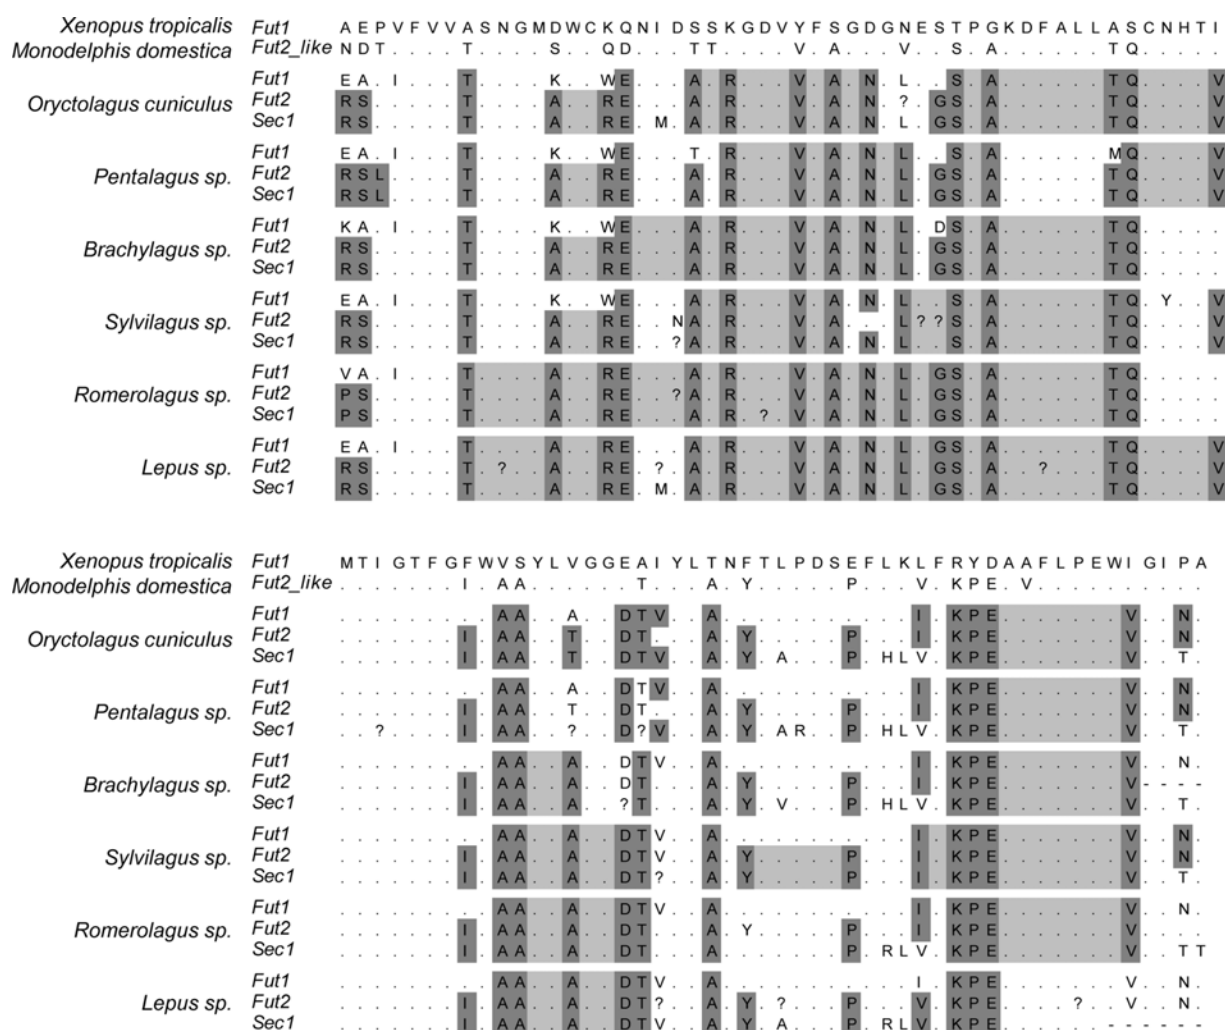 Xenopus tropicalis Fut1 A E P V F V V A S N G M D W C K Q N I D S S K G D V Y F S G D G N E S T P G K D F A L L A S C N H T I
Monodelphis domestica Fut2_like N D T . . . . T . . . . S . . Q D . . . T T . . . . V . A . . . V . . S . A . . . . . . T Q . . . . .
Fut1 E A . I . . . T . . . . K . . W E . . . A . R . . . V . A . N . L . . S . A . . . . . . T Q . . . . V
Oryctolagus cuniculus Fut2 R S . . . . . T . . . . A . . R E . . . A . R . . . V . A . N . ? . G S . A . . . . . . T Q . . . . V
Sec1 R S . . . . . T . . . . A . . R E . M . A . R . . . V . A . N . L . G S . A . . . . . . T Q . . . . V
Fut1 E A . I . . . T . . . . K . . W E . . . T . R . . . V . A . N . L . . S . A . . . . . . M Q . . . . V
Pentalagus sp. Fut2 R S L . . . . T . . . . A . . R E . . . A . R . . . V . A . N . L . G S . A . . . . . . T Q . . . . V
Sec1 R S L . . . . T . . . . A . . R E . . . A . R . . . V . A . N . L . G S . A . . . . . . T Q . . . . V
Fut1 K A . I . . . T . . . . K . . W E . . . A . R . . . V . A . N . L . D S . A . . . . . . T Q . . . . .
Brachylagus sp. Fut2 R S . . . . . T . . . . A . . R E . . . A . R . . . V . A . N . L . G S . A . . . . . . T Q . . . . .
Sec1 R S . . . . . T . . . . A . . R E . . . A . R . . . V . A . N . L . G S . A . . . . . . T Q . . . . .
Fut1 E A . I . . . T . . . . K . . W E . . . A . R . . . V . A . N . L . . S . A . . . . . . T Q . Y . . V
Sylvilagus sp. Fut2 R S . . . . . T . . . . A . . R E . . N A . R . . . V . A . . . L ? ? S . A . . . . . . T Q . . . . .
Sec1 R S . . . . . T . . . . A . . R E . . ? A . R . . . V . A . N . L . . S . A . . . . . . T Q . . . . V
Fut1 V A . I . . . T . . . . A . . R E . . . A . R . . . V . A . N . L . G S . A . . . . . . T Q . . . . .
Romerolagus sp. Fut2 P S . . . . . T . . . . A . . R E . . ? A . R . . . V . A . N . L . G S . A . . . . . . T Q . . . . .
Sec1 P S . . . . . T . . . . A . . R E . . . A . R . ? . V . A . N . L . G S . A . . . . . . T Q . . . . .
Fut1 E A . I . . . T . . . . A . . R E . . . A . R . . . V . A . N . L . G S . A . . . . . . T Q . . . . V
Lepus sp. Fut2 R S . . . . . T . ? . . A . . R E . ? . A . R . . . V . A . N . L . G S . A . . ? . . . T Q . . . . V
Sec1 R S . . . . . T . . . . A . . R E . M . A . R . . . V . A . N . L . G S . A . . . . . . T Q . . . . V
Xenopus tropicalis Fut1 M T I G T F G F W V S Y L V G G E A I Y L T N F T L P D S E F L K L F R Y D A A F L P E W I G I P A
Monodelphis domestica Fut2_like . . . . . . . I . A A . . . . . . T . . . A . Y . . . . . P . . . V . K P E . V . . . . . . . . . .
Fut1 . . . . . . . . . A A . . A . . D T V . . A . . . . . . . . . . . I . K P E . . . . . . . V . . N .
Oryctolagus cuniculus Fut2 . . . . . . . I . A A . . T . . D T . . . A . Y . . . . . P . . . I . K P E . . . . . . . V . . N .
Sec1 . . . . . . . I . A A . . T . . D T V . . A . Y . A . . . P . H L V . K P E . . . . . . . V . . T .
Fut1 . . . . . . . . . A A . . A . . D T V . . A . . . . . . . . . . . I . K P E . . . . . . . V . . N .
Pentalagus sp. Fut2 . . . . . . . I . A A . . T . . D T . . . A . Y . . . . . P . . . I . K P E . . . . . . . V . . N .
Sec1 . . ? . . . . I . A A . . ? . . D ? V . . A . Y . A R . . P . H L V . K P E . . . . . . . V . . T .
Fut1 . . . . . . . . . A A . . A . . D T V . . A . . . . . . . . . . . I . K P E . . . . . . . V . . N .
Brachylagus sp. Fut2 . . . . . . . I . A A . . A . . D T . . . A . Y . . . . . P . . . I . K P E . . . . . . . V - - - -
Sec1 . . . . . . . I . A A . . A . . ? T . . . A . Y . V . . . P . H L V . K P E . . . . . . . V . . T .
Fut1 . . . . . . . . . A A . . A . . D T V . . A . . . . . . . . . . . I . K P E . . . . . . . V . . N .
Sylvilagus sp. Fut2 . . . . . . . I . A A . . A . . D T V . . A . Y . . . . . P . . . I . K P E . . . . . . . V . . N .
Sec1 . . . . . . . I . A A . . A . . D T ? . . A . . . . . . . P . . . I . K P E . . . . . . . V . . T .
Fut1 . . . . . . . . . A A . . A . . D T V . . A . . . . . . . . . . . I . K P E . . . . . . . V . . N .
Romerolagus sp. Fut2 . . . . . . . I . A A . . A . . D T . . . A . Y . . . . . P . . . I . K P E . . . . . . . V . . . .
Sec1 . . . . . . . I . A A . . A . . D T . . . A . . . . . . . P . R L V . K P E . . . . . . . V . . T T
Fut1 . . . . . . . . . A A . . A . . D T V . . A . . . . . . . . . . . I . K P E . . . . . . . V . . N .
Lepus sp. Fut2 . . . . . . . I . A A . . A . . D T ? . . A . Y . ? . . . P . . . V . K P E . . . . ? . . V . . N .
Sec1 . . . . . . . I . A A . . A . . D T V . . A . Y . A . . . P . R L V . K P E . . . . . . - - - - - -